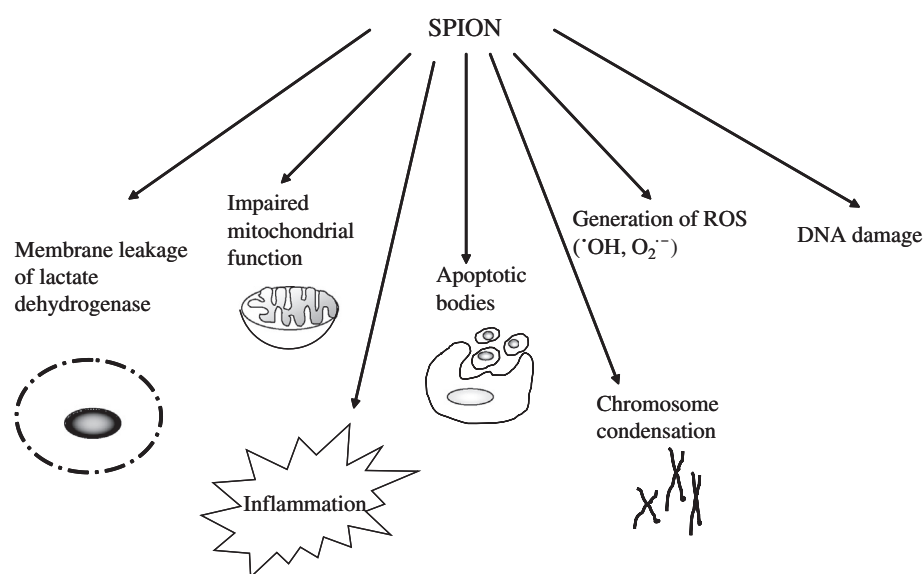 SPION
Membrane leakage
of lactate
dehydrogenase
Impaired
mitochondrial
function
Inflammation
Apoptotic
bodies
Generation of ROS
(˙OH, O₂˙⁻)
Chromosome
condensation
DNA damage